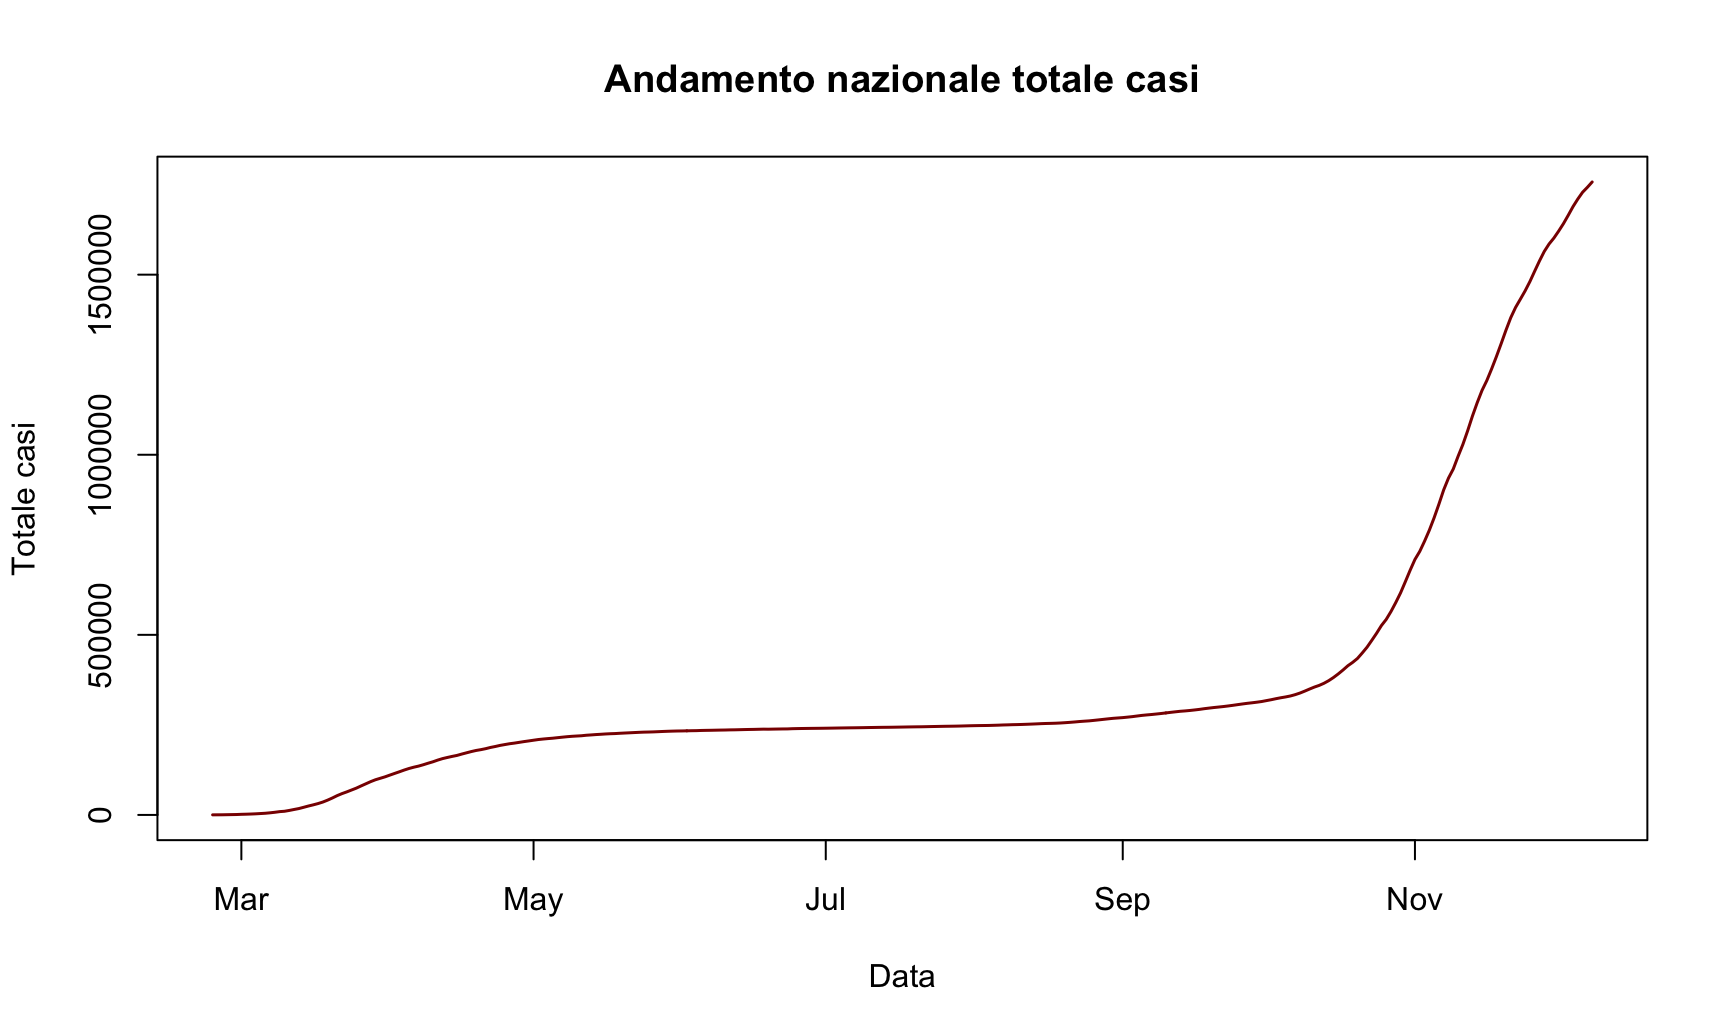 Andamento nazionale totale casi
Totale casi
1500000
1000000
500000
0
Mar May Jul Sep Nov
Data